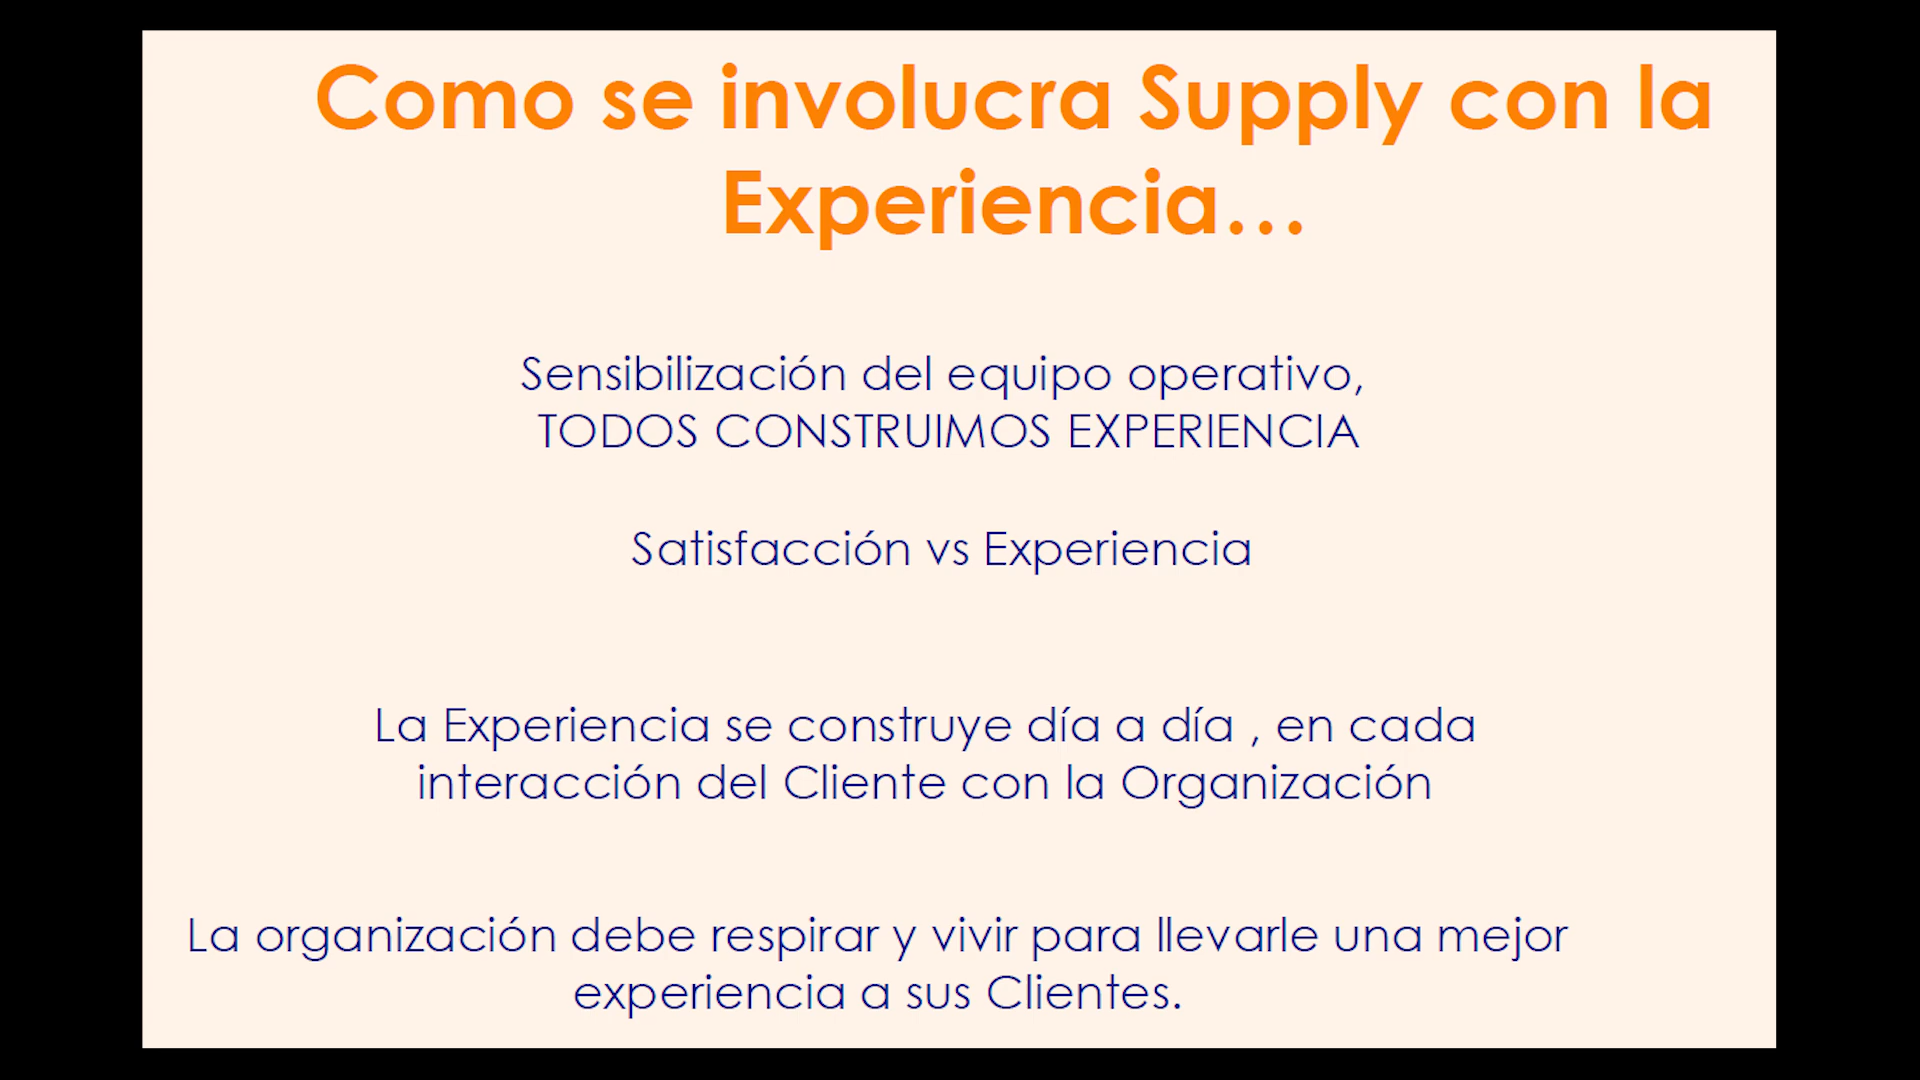 Como se involucra Supply con la
Experiencia…
Sensibilización del equipo operativo,
TODOS CONSTRUIMOS EXPERIENCIA
Satisfacción vs Experiencia
La Experiencia se construye día a día , en cada
interacción del Cliente con la Organización
La organización debe respirar y vivir para llevarle una mejor
experiencia a sus Clientes.